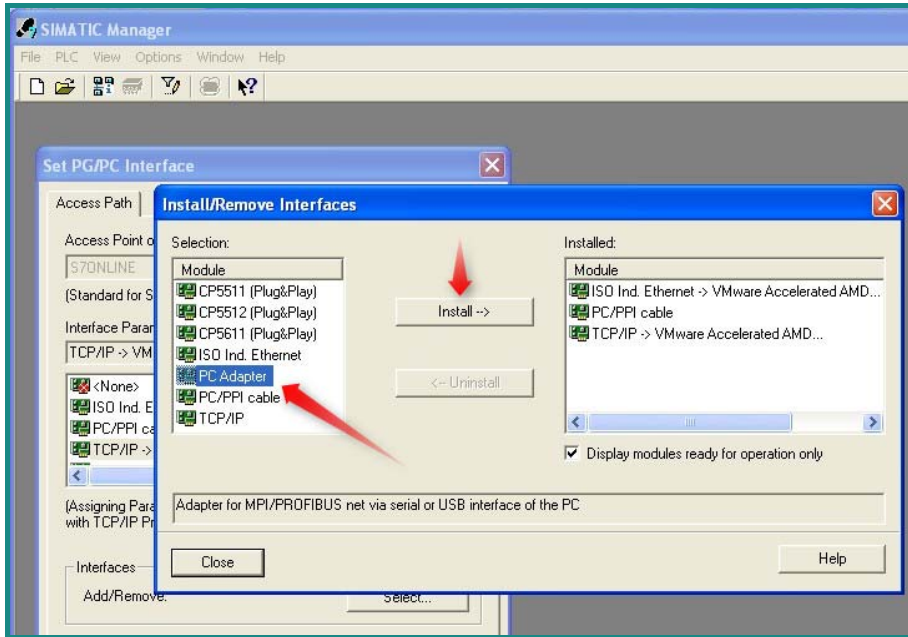 SIMATIC Manager
File PLC View Options Window Help
Set PG/PC Interface
Access Path
Access Point o
S7ONLINE
(Standard for S
Interface Parar
TCP/IP -> VM
<None>
ISO Ind. E
PC/PPI ca
TCP/IP ->
(Assigning Para
with TCP/IP Pr
Interfaces
Add/Remove:
Select...
Install/Remove Interfaces
Selection:
Module
CP5511 (Plug&Play)
CP5512 (Plug&Play)
CP5611 (Plug&Play)
ISO Ind. Ethernet
PC Adapter
PC/PPI cable
TCP/IP
Install -->
<-- Uninstall
Installed:
Module
ISO Ind. Ethernet -> VMware Accelerated AMD...
PC/PPI cable
TCP/IP -> VMware Accelerated AMD...
Display modules ready for operation only
Adapter for MPI/PROFIBUS net via serial or USB interface of the PC
Close
Help